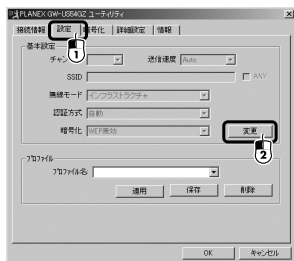 PLANEX GW-US54GZ ユーティリティ
接続情報 設定 暗号化 詳細設定 情報
基本設定
チャン 送信速度 Auto
SSID ANY
無線モード インフラストラクチャ
認証方式 自動
暗号化 WEP無効 変更
1
2
プロファイル
プロファイル名
適用 保存 削除
OK キャンセル